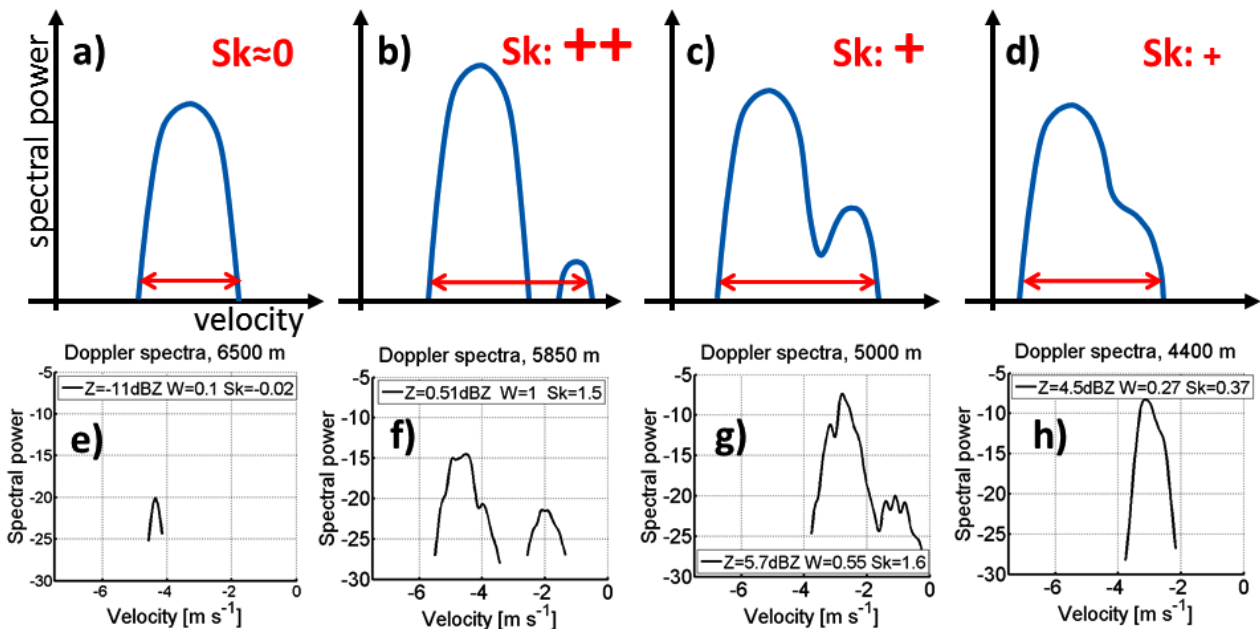 a)
Sk≈0
b)
Sk: ++
c)
Sk: +
d)
Sk: +
spectral power
velocity
Doppler spectra, 6500 m
Z=-11dBZ W=0.1 Sk=-0.02
e)
Spectral power
-5
-10
-15
-20
-25
-30
-6
-4
-2
0
Velocity [m s⁻¹]
Doppler spectra, 5850 m
Z=0.51dBZ W=1 Sk=1.5
f)
Spectral power
-5
-10
-15
-20
-25
-30
-6
-4
-2
0
Velocity [m s⁻¹]
Doppler spectra, 5000 m
g)
Spectral power
-5
-10
-15
-20
-25
-30
Z=5.7dBZ W=0.55 Sk=1.6
-6
-4
-2
0
Velocity [m s⁻¹]
Doppler spectra, 4400 m
Z=4.5dBZ W=0.27 Sk=0.37
h)
Spectral power
-5
-10
-15
-20
-25
-30
-6
-4
-2
0
Velocity [m s⁻¹]